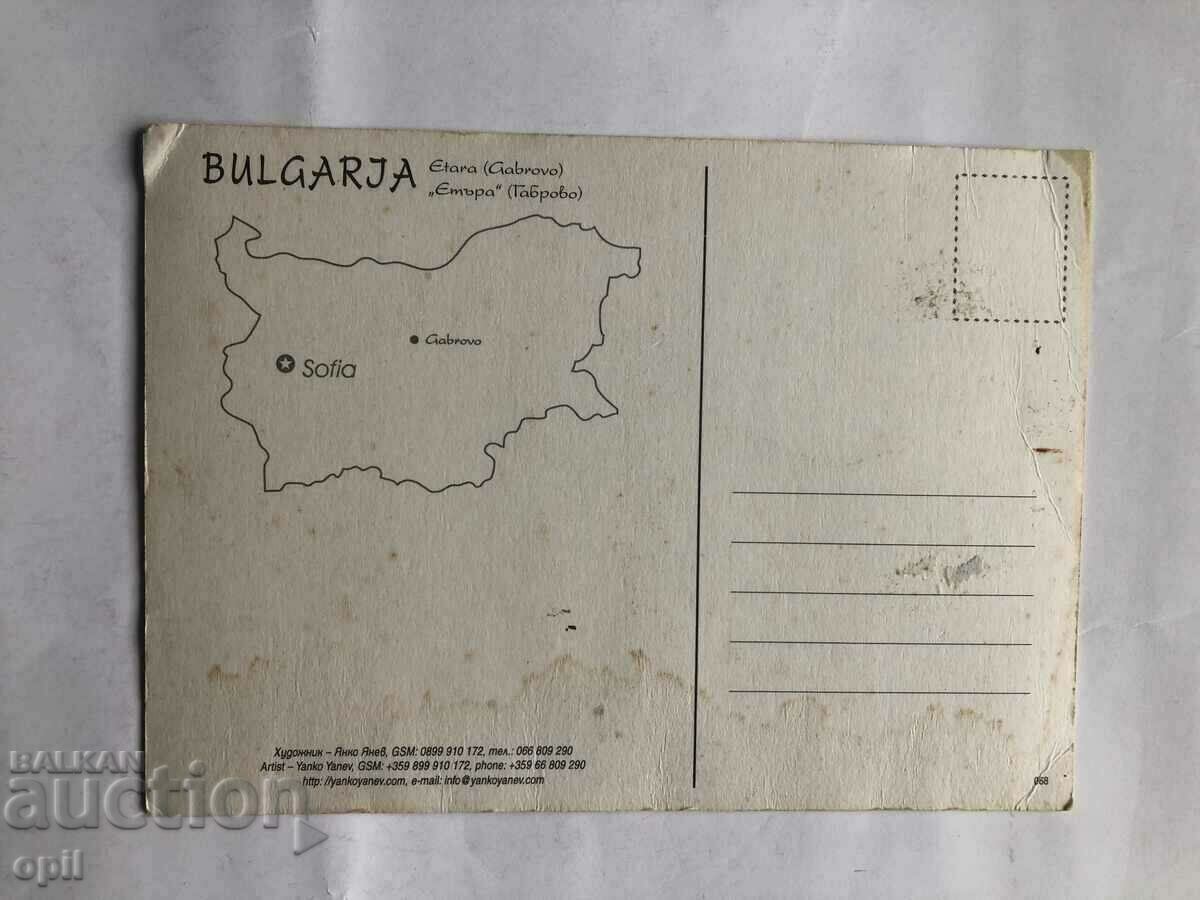 BULGARIA Etara (Gabrovo)
„Етъра“ (Габрово)
Gabrovo
Sofia
Художник – Янко Янев, GSM: 0899 910 172, тел.: 066 809 290
Artist – Yanko Yanev, GSM: +359 899 910 172, phone: +359 66 809 290
http: //yankoyanev.com, e-mail: info@yankoyanev.com
068
BALKAN
auction
opil